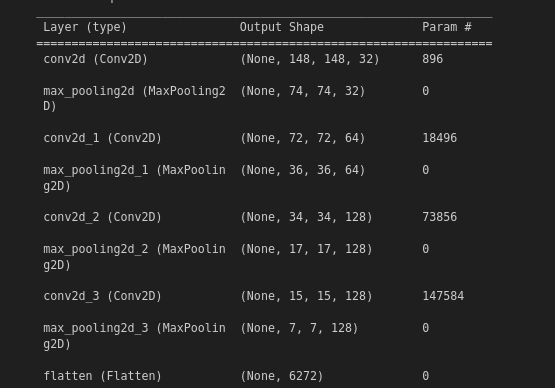 Layer (type) Output Shape Param #
=================================================================
conv2d (Conv2D) (None, 148, 148, 32) 896
max_pooling2d (MaxPooling2 (None, 74, 74, 32) 0
D)
conv2d_1 (Conv2D) (None, 72, 72, 64) 18496
max_pooling2d_1 (MaxPoolin (None, 36, 36, 64) 0
g2D)
conv2d_2 (Conv2D) (None, 34, 34, 128) 73856
max_pooling2d_2 (MaxPoolin (None, 17, 17, 128) 0
g2D)
conv2d_3 (Conv2D) (None, 15, 15, 128) 147584
max_pooling2d_3 (MaxPoolin (None, 7, 7, 128) 0
g2D)
flatten (Flatten) (None, 6272) 0